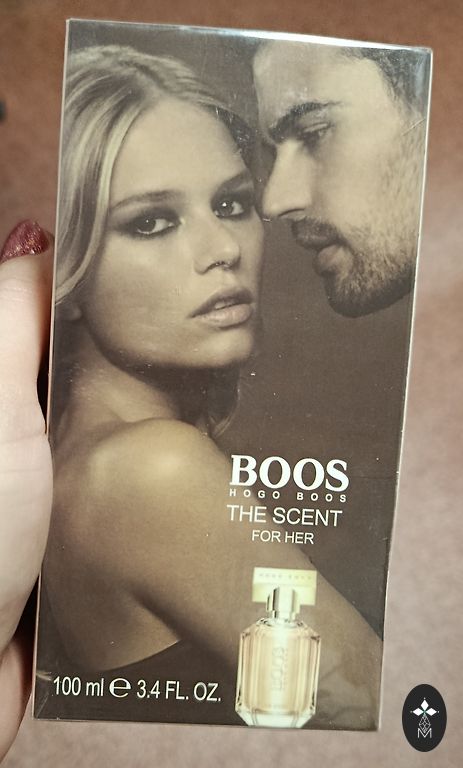 BOOS
HOGO BOOS
THE SCENT
FOR HER
100 ml ℮ 3.4 FL. OZ.
M